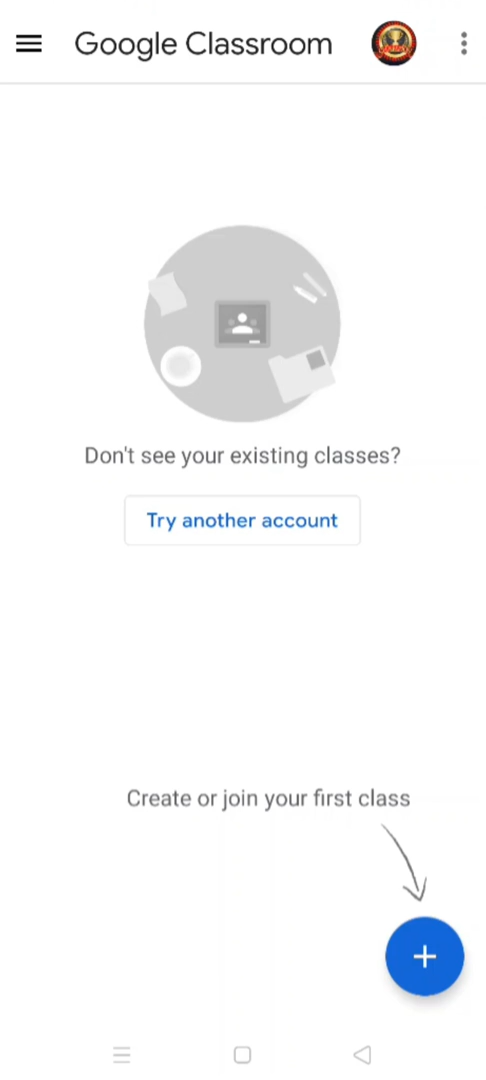 Google Classroom
Don't see your existing classes?
Try another account
Create or join your first class